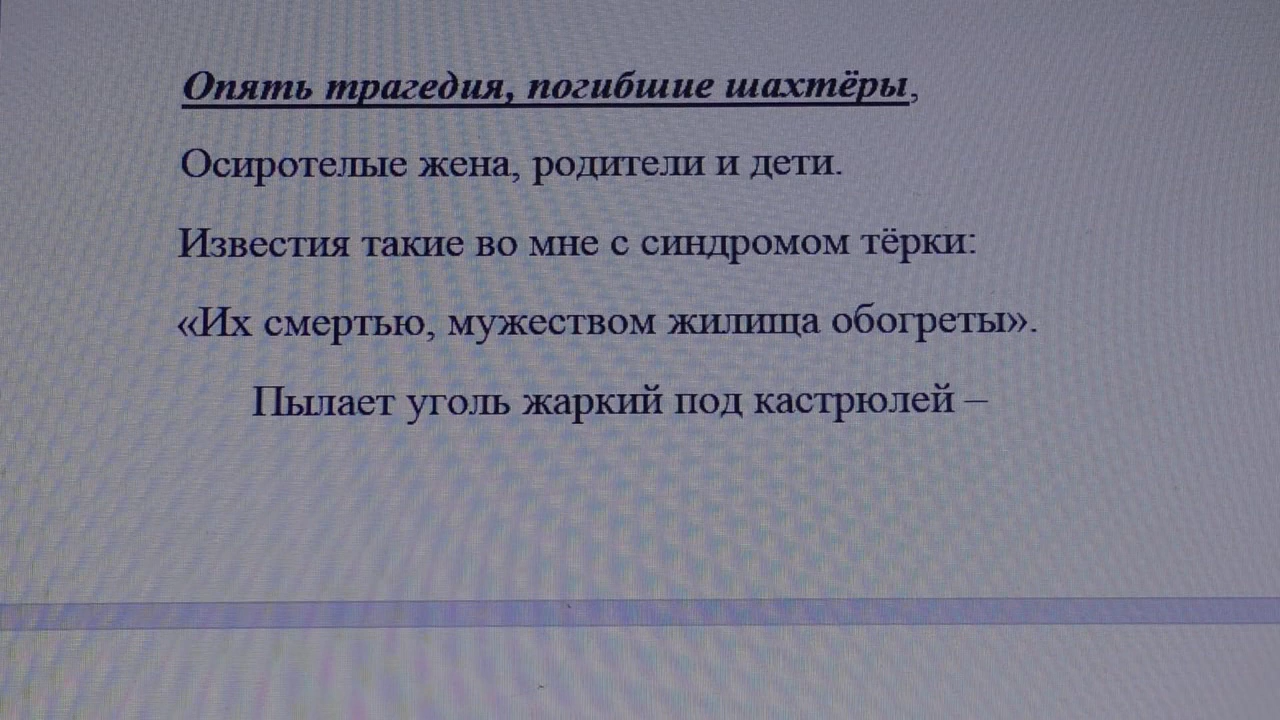 Опять трагедия, погибшие шахтёры,
Осиротелые жена, родители и дети.
Известия такие во мне с синдромом тёрки:
«Их смертью, мужеством жилища обогреты».
Пылает уголь жаркий под кастрюлей –